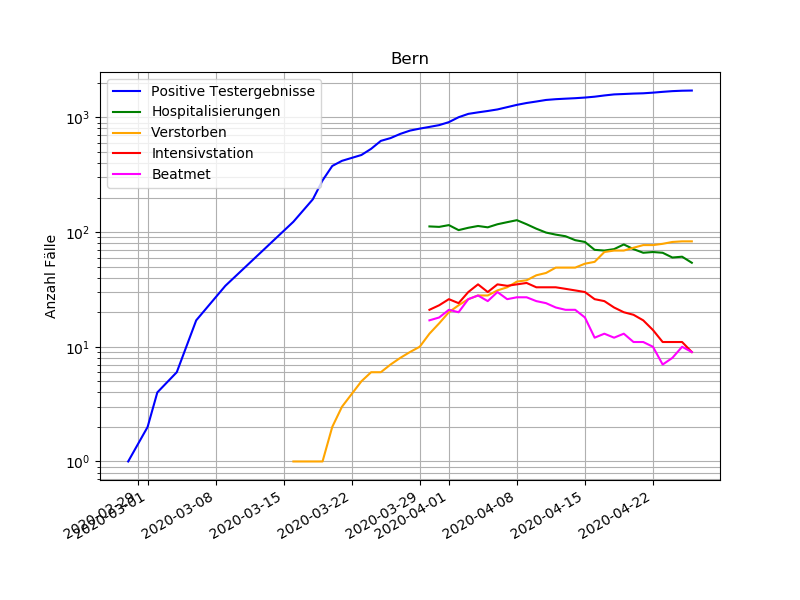 Bern
Positive Testergebnisse
Hospitalisierungen
Verstorben
Intensivstation
Beatmet
Anzahl Fälle
10³
10²
10¹
10⁰
2020-02-29
2020-03-01
2020-03-08
2020-03-15
2020-03-22
2020-03-29
2020-04-01
2020-04-08
2020-04-15
2020-04-22